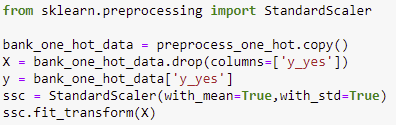 from sklearn.preprocessing import StandardScaler
bank_one_hot_data = preprocess_one_hot.copy()
X = bank_one_hot_data.drop(columns=['y_yes'])
y = bank_one_hot_data['y_yes']
ssc = StandardScaler(with_mean=True,with_std=True)
ssc.fit_transform(X)